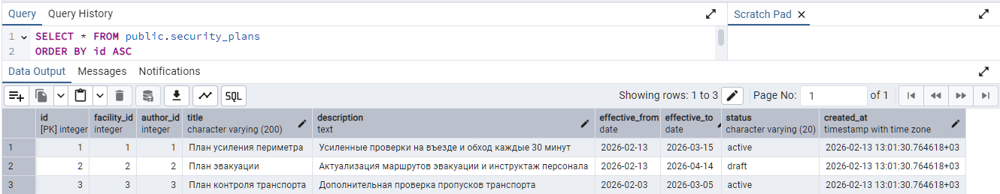 Query Query History Scratch Pad
1 SELECT * FROM public.security_plans
2 ORDER BY id ASC
Data Output Messages Notifications
SQL Showing rows: 1 to 3 Page No: 1 of 1
id facility_id author_id title description effective_from effective_to status created_at
[PK] integer integer integer character varying (200) text date date character varying (20) timestamp with time zone
1 1 1 1 План усиления периметра Усиленные проверки на въезде и обход каждые 30 минут 2026-02-13 2026-03-15 active 2026-02-13 13:01:30.764618+03
2 2 2 2 План эвакуации Актуализация маршрутов эвакуации и инструктаж персонала 2026-02-13 2026-04-14 draft 2026-02-13 13:01:30.764618+03
3 3 3 3 План контроля транспорта Дополнительная проверка пропусков транспорта 2026-02-03 2026-03-05 active 2026-02-13 13:01:30.764618+03